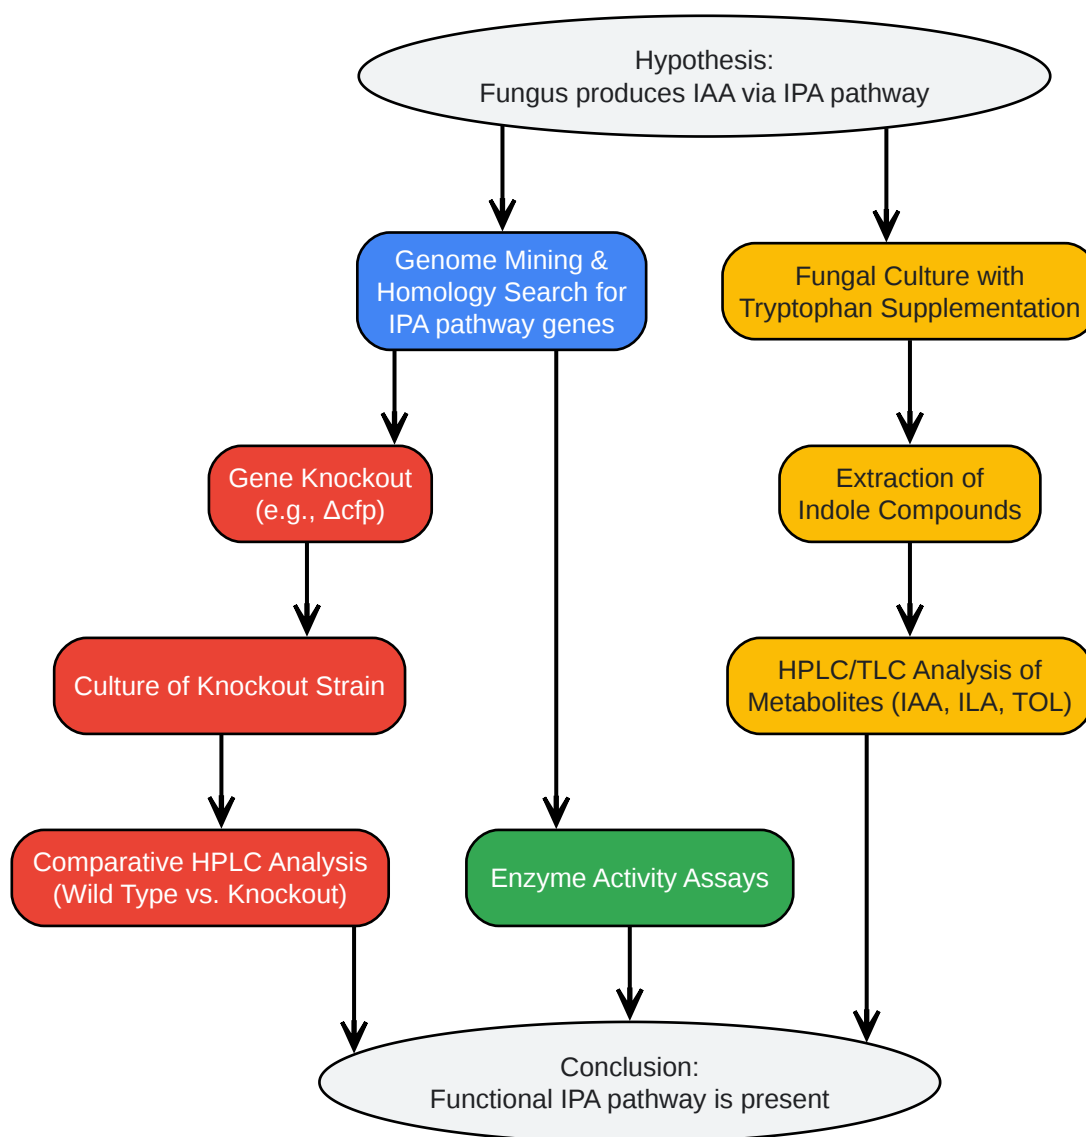 Hypothesis:
Fungus produces IAA via IPA pathway
Genome Mining &
Homology Search for
IPA pathway genes
Fungal Culture with
Tryptophan Supplementation
Gene Knockout
(e.g., Δcfp)
Extraction of
Indole Compounds
Culture of Knockout Strain
HPLC/TLC Analysis of
Metabolites (IAA, ILA, TOL)
Comparative HPLC Analysis
(Wild Type vs. Knockout)
Enzyme Activity Assays
Conclusion:
Functional IPA pathway is present